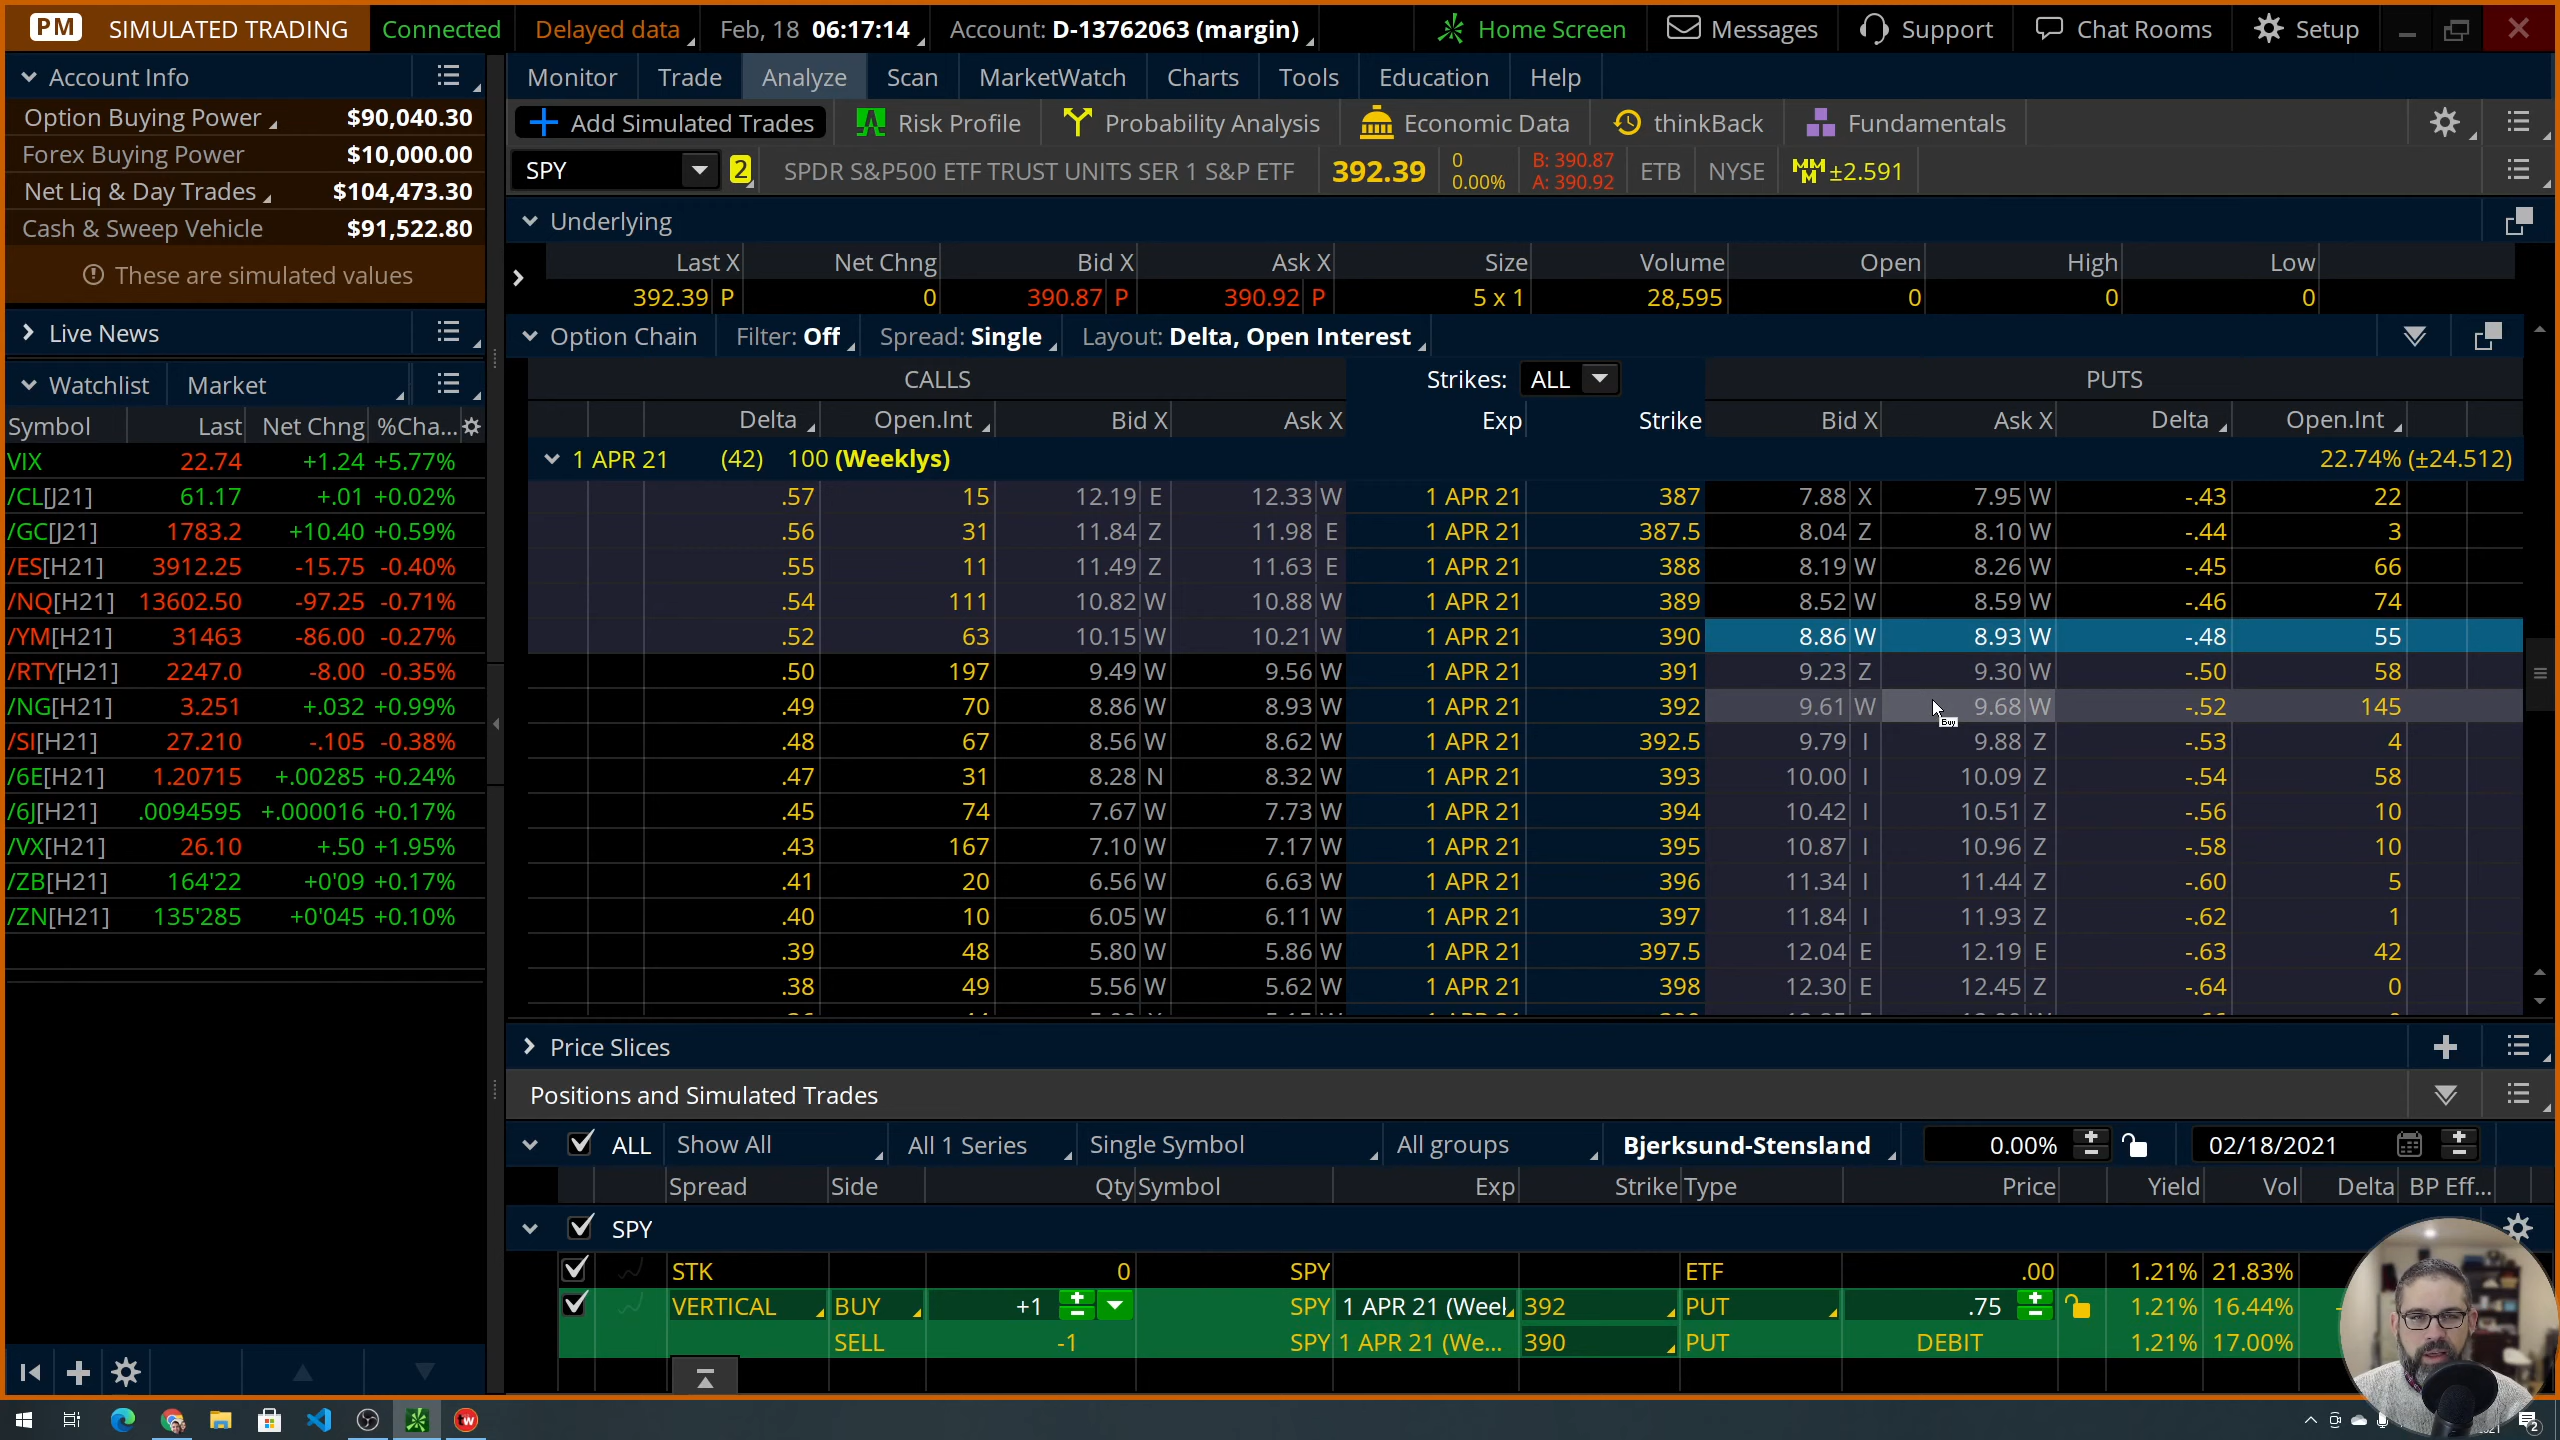 PM SIMULATED TRADING Connected Delayed data Feb, 18 06:17:14 Account: D-13762063 (margin) Home Screen Messages Support Chat Rooms Setup
Account Info
Option Buying Power $90,040.30
Forex Buying Power $10,000.00
Net Liq & Day Trades $104,473.30
Cash & Sweep Vehicle $91,522.80
These are simulated values
Live News
Watchlist Market
Symbol Last Net Chng %Cha...
VIX 22.74 +1.24 +5.77%
/CL[J21] 61.17 +.01 +0.02%
/GC[J21] 1783.2 +10.40 +0.59%
/ES[H21] 3912.25 -15.75 -0.40%
/NQ[H21] 13602.50 -97.25 -0.71%
/YM[H21] 31463 -86.00 -0.27%
/RTY[H21] 2247.0 -8.00 -0.35%
/NG[H21] 3.251 +.032 +0.99%
/SI[H21] 27.210 -.105 -0.38%
/6E[H21] 1.20715 +.00285 +0.24%
/6J[H21] .0094595 +.000016 +0.17%
/VX[H21] 26.10 +.50 +1.95%
/ZB[H21] 164'22 +0'09 +0.17%
/ZN[H21] 135'285 +0'045 +0.10%
Monitor Trade Analyze Scan MarketWatch Charts Tools Education Help
Add Simulated Trades Risk Profile Probability Analysis Economic Data thinkBack Fundamentals
SPY 2 SPDR S&P500 ETF TRUST UNITS SER 1 S&P ETF 392.39 0 0.00% B: 390.87 A: 390.92 ETB NYSE MMM ±2.591
Underlying
Last X Net Chng Bid X Ask X Size Volume Open High Low
392.39 P 0 390.87 P 390.92 P 5 x 1 28,595 0 0 0
Option Chain Filter: Off Spread: Single Layout: Delta, Open Interest
CALLS Strikes: ALL PUTS
Delta Open.Int Bid X Ask X Exp Strike Bid X Ask X Delta Open.Int
1 APR 21 (42) 100 (Weeklys) 22.74% (±24.512)
.57 15 12.19 E 12.33 W 1 APR 21 387 7.88 X 7.95 W -.43 22
.56 31 11.84 Z 11.98 E 1 APR 21 387.5 8.04 Z 8.10 W -.44 3
.55 11 11.49 Z 11.63 E 1 APR 21 388 8.19 W 8.26 W -.45 66
.54 111 10.82 W 10.88 W 1 APR 21 389 8.52 W 8.59 W -.46 74
.52 63 10.15 W 10.21 W 1 APR 21 390 8.86 W 8.93 W -.48 55
.50 197 9.49 W 9.56 W 1 APR 21 391 9.23 Z 9.30 W -.50 58
.49 70 8.86 W 8.93 W 1 APR 21 392 9.61 W 9.68 W -.52 145
Buy
.48 67 8.56 W 8.62 W 1 APR 21 392.5 9.79 I 9.88 Z -.53 4
.47 31 8.28 N 8.32 W 1 APR 21 393 10.00 I 10.09 Z -.54 58
.45 74 7.67 W 7.73 W 1 APR 21 394 10.42 I 10.51 Z -.56 10
.43 167 7.10 W 7.17 W 1 APR 21 395 10.87 I 10.96 Z -.58 10
.41 20 6.56 W 6.63 W 1 APR 21 396 11.34 I 11.44 Z -.60 5
.40 10 6.05 W 6.11 W 1 APR 21 397 11.84 I 11.93 Z -.62 1
.39 48 5.80 W 5.86 W 1 APR 21 397.5 12.04 E 12.19 E -.63 42
.38 49 5.56 W 5.62 W 1 APR 21 398 12.30 E 12.45 Z -.64 0
Price Slices
Positions and Simulated Trades
ALL Show All All 1 Series Single Symbol All groups Bjerksund-Stensland 0.00% 02/18/2021
Spread Side Qty Symbol Exp Strike Type Price Yield Vol Delta BP Eff...
SPY
STK 0 SPY ETF .00 1.21% 21.83%
VERTICAL BUY +1 SPY 1 APR 21 (Week 392 PUT .75 1.21% 16.44%
SELL -1 SPY 1 APR 21 (We... 390 PUT DEBIT 1.21% 17.00%